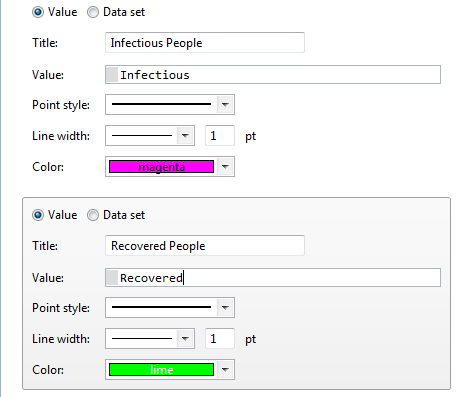 Value Data set
Title: Infectious People
Value: Infectious
Point style:
Line width: 1 pt
Color: magenta
Value Data set
Title: Recovered People
Value: Recovered
Point style:
Line width: 1 pt
Color: lime